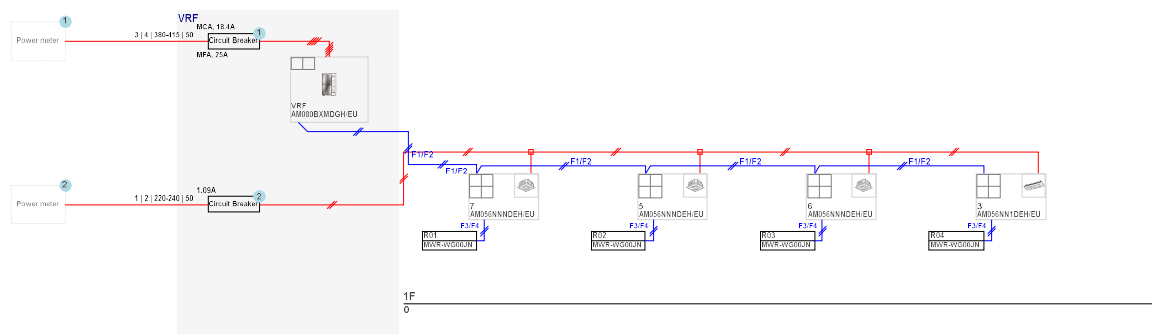 VRF
1
Power meter
3 | 4 | 380-415 | 50
MCA, 18.4A
Circuit Breaker
1
MFA, 25A
VRF
AM080BXMDGH/EU
F1/F2
F1/F2
F1/F2
F1/F2
F1/F2
2
Power meter
1 | 2 | 220-240 | 50
1.09A
Circuit Breaker
2
7
AM056NNNDEH/EU
5
AM056NNNDEH/EU
6
AM056NNNDEH/EU
3
AM056NN1DEH/EU
F3/F4
F3/F4
F3/F4
F3/F4
R01
MWR-WG00JN
R02
MWR-WG00JN
R03
MWR-WG00JN
R04
MWR-WG00JN
1F
0